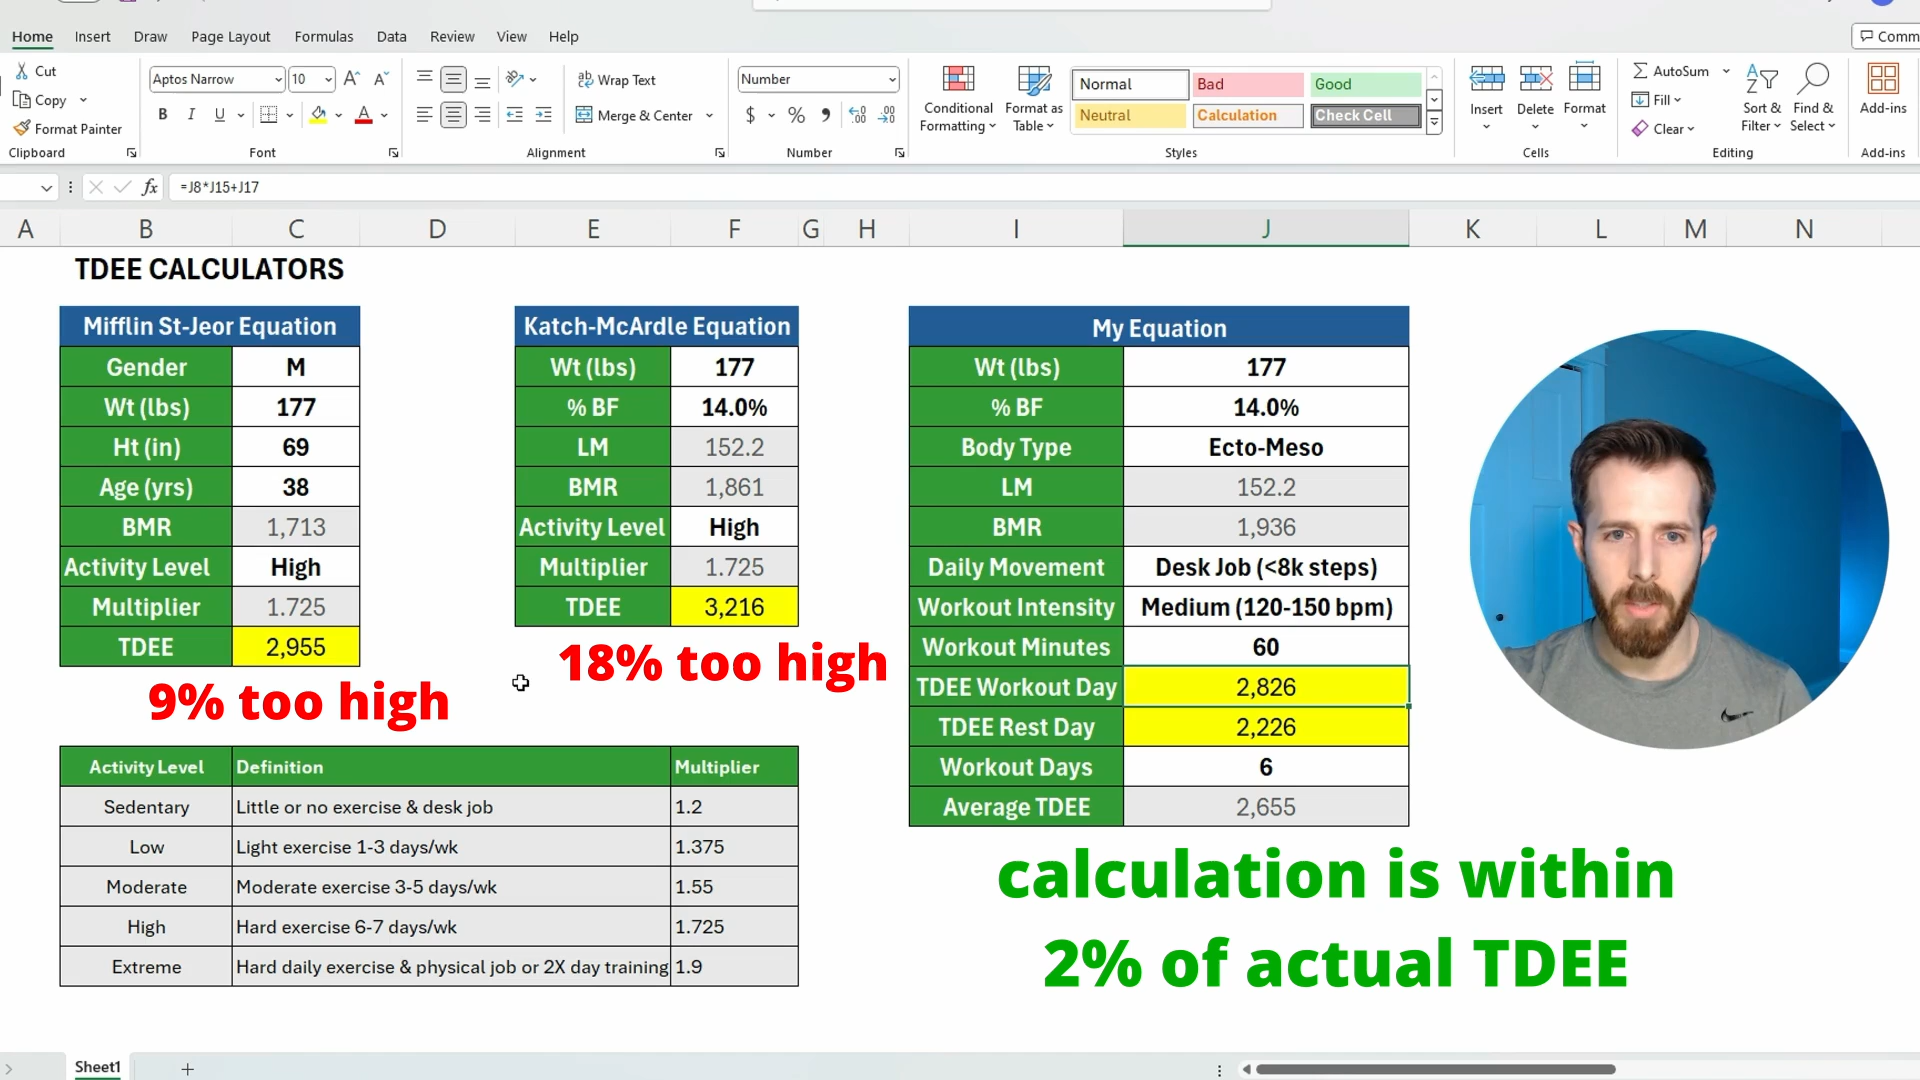 Home Insert Draw Page Layout Formulas Data Review View Help
Comm
Cut
Copy
Format Painter
Clipboard
Aptos Narrow 10
B I U
Font
Wrap Text
Merge & Center
Alignment
Number
$ % 9
Number
Conditional Formatting
Format as Table
Normal Bad Good
Neutral Calculation Check Cell
Styles
Insert Delete Format
Cells
AutoSum
Fill
Clear
Sort & Filter
Find & Select
Editing
Add-ins
Add-ins
fx =J8*J15+J17
A B C D E F G H I J K L M N
TDEE CALCULATORS
Mifflin St-Jeor Equation
Gender M
Wt (lbs) 177
Ht (in) 69
Age (yrs) 38
BMR 1,713
Activity Level High
Multiplier 1.725
TDEE 2,955
9% too high
Katch-McArdle Equation
Wt (lbs) 177
% BF 14.0%
LM 152.2
BMR 1,861
Activity Level High
Multiplier 1.725
TDEE 3,216
18% too high
My Equation
Wt (lbs) 177
% BF 14.0%
Body Type Ecto-Meso
LM 152.2
BMR 1,936
Daily Movement Desk Job (<8k steps)
Workout Intensity Medium (120-150 bpm)
Workout Minutes 60
TDEE Workout Day 2,826
TDEE Rest Day 2,226
Workout Days 6
Average TDEE 2,655
calculation is within
2% of actual TDEE
Activity Level Definition Multiplier
Sedentary Little or no exercise & desk job 1.2
Low Light exercise 1-3 days/wk 1.375
Moderate Moderate exercise 3-5 days/wk 1.55
High Hard exercise 6-7 days/wk 1.725
Extreme Hard daily exercise & physical job or 2X day training 1.9
Sheet1